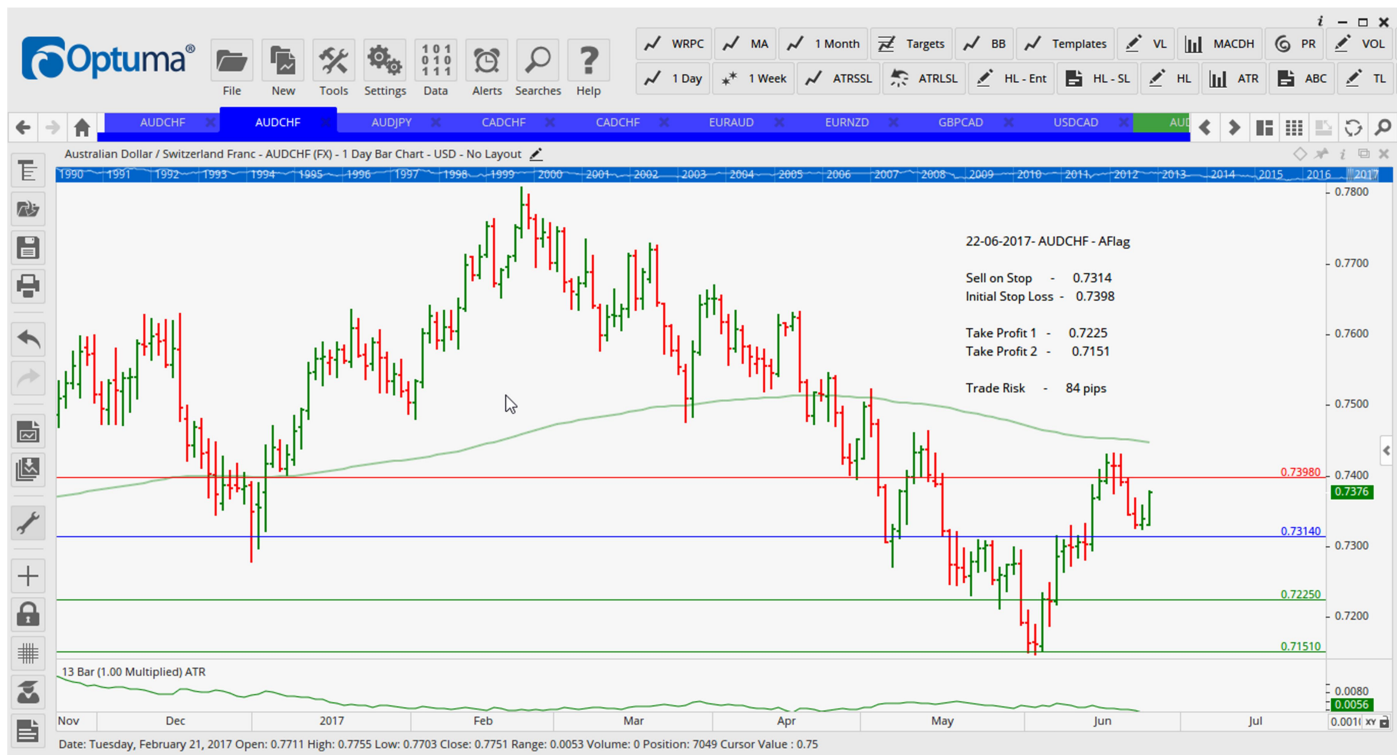 i
Optuma®
File New Tools Settings Data Alerts Searches Help
101
010
111
WRPC MA 1 Month Targets BB Templates VL MACDH PR VOL
1 Day 1 Week ATRSSL ATRLSL HL - Ent HL - SL HL ATR ABC TL
AUDCHF AUDCHF AUDJPY CADCHF CADCHF EURAUD EURNZD GBPCAD USDCAD
Australian Dollar / Switzerland Franc - AUDCHF (FX) - 1 Day Bar Chart - USD - No Layout
1990 1991 1992 1993 1994 1995 1996 1997 1998 1999 2000 2001 2002 2003 2004 2005 2006 2007 2008 2009 2010 2011 2012 2013 2014 2015 2016 2017
22-06-2017- AUDCHF - AFlag
Sell on Stop - 0.7314
Initial Stop Loss - 0.7398
Take Profit 1 - 0.7225
Take Profit 2 - 0.7151
Trade Risk - 84 pips
0.7800
0.7700
0.7600
0.7500
0.73980
0.7400
0.7376
0.73140
0.7300
0.72250
0.7200
0.71510
13 Bar (1.00 Multiplied) ATR
0.0080
0.0056
Nov Dec 2017 Feb Mar Apr May Jun Jul XY
Date: Tuesday, February 21, 2017 Open: 0.7711 High: 0.7755 Low: 0.7703 Close: 0.7751 Range: 0.0053 Volume: 0 Position: 7049 Cursor Value : 0.75